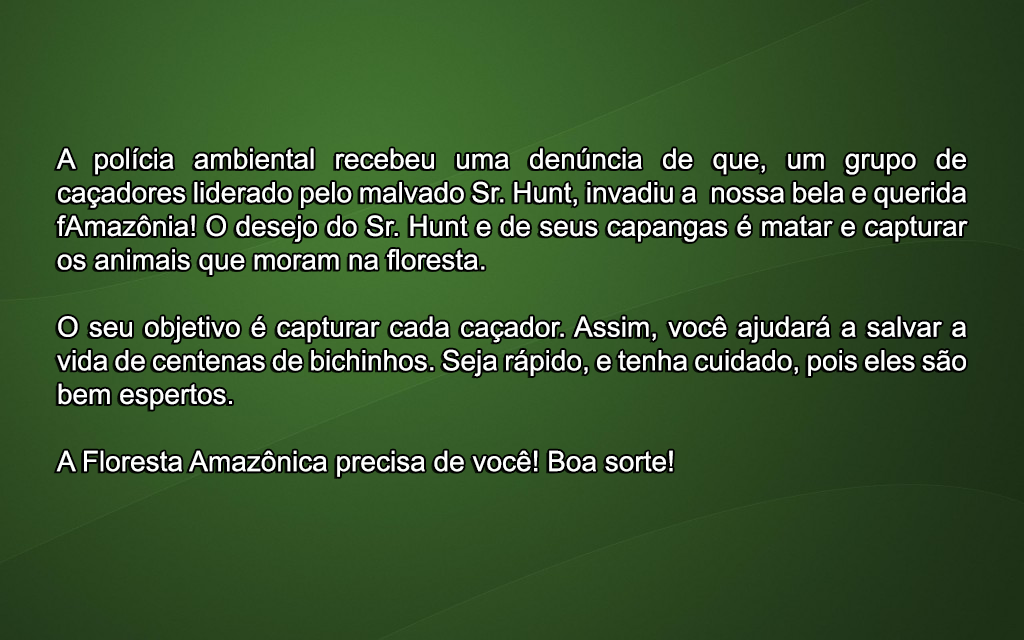 A polícia ambiental recebeu uma denúncia de que, um grupo de
caçadores liderado pelo malvado Sr. Hunt, invadiu a  nossa bela e querida
fAmazônia! O desejo do Sr. Hunt e de seus capangas é matar e capturar
os animais que moram na floresta.
O seu objetivo é capturar cada caçador. Assim, você ajudará a salvar a
vida de centenas de bichinhos. Seja rápido, e tenha cuidado, pois eles são
bem espertos.
A Floresta Amazônica precisa de você! Boa sorte!